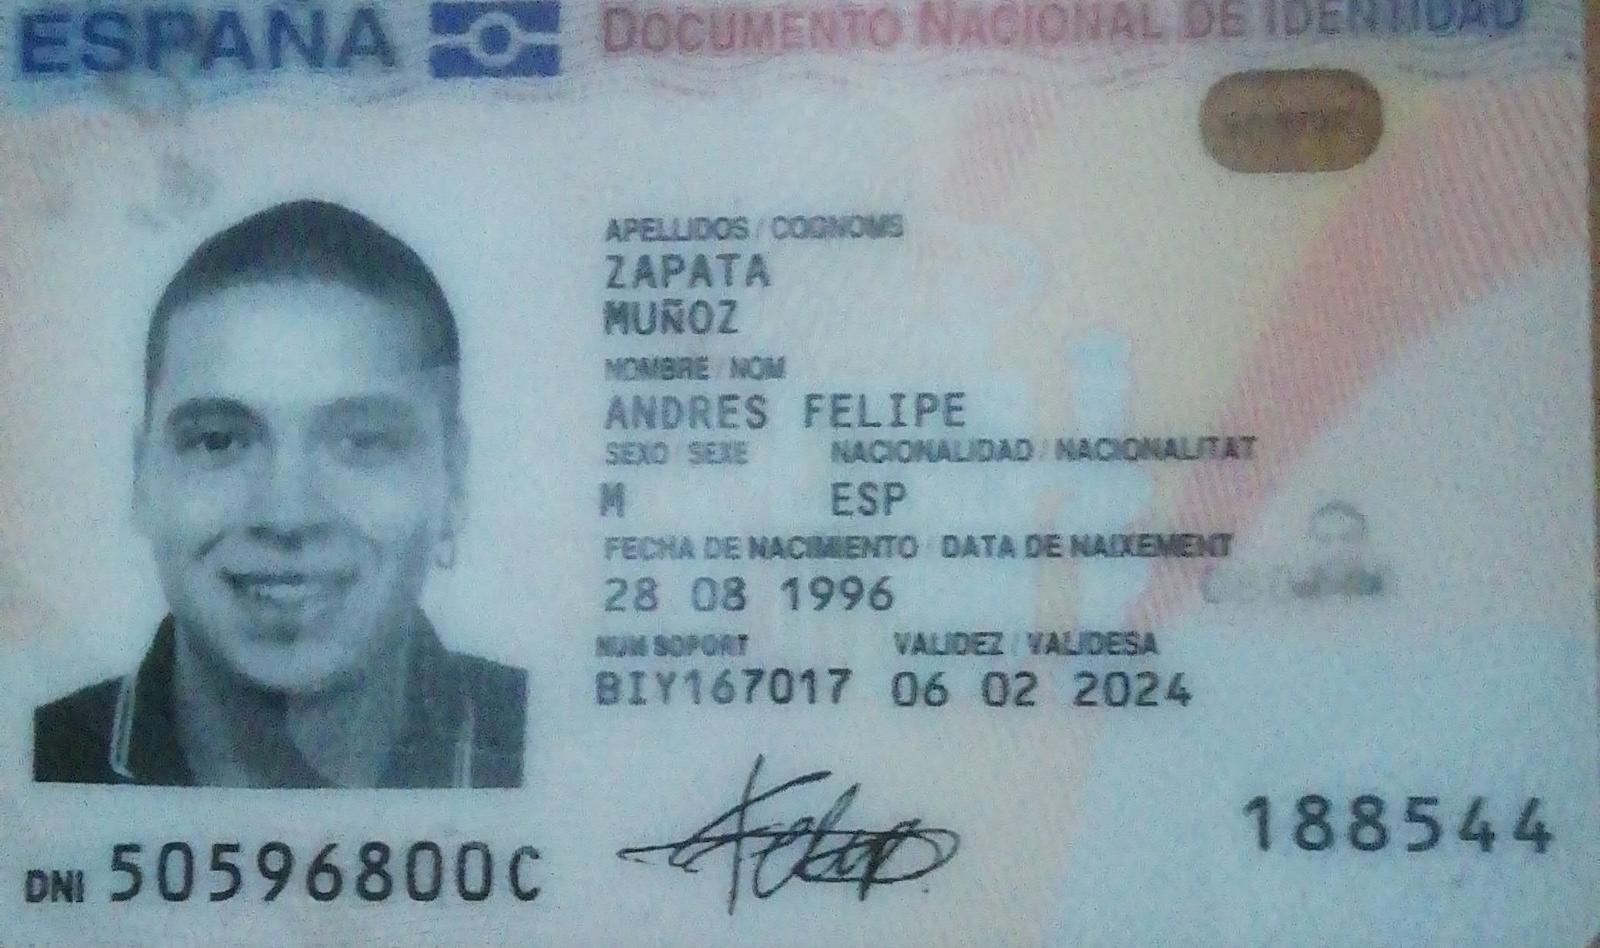 ESPAÑA DOCUMENTO NACIONAL DE IDENTIDAD
APELLIDOS / COGNOMS
ZAPATA
MUÑOZ
NOMBRE / NOM
ANDRES FELIPE
SEXO / SEXE NACIONALIDAD / NACIONALITAT
M ESP
FECHA DE NACIMIENTO / DATA DE NAIXEMENT
28 08 1996
NUM SOPORT VALIDEZ / VALIDESA
BIY167017 06 02 2024
188544
DNI 50596800C